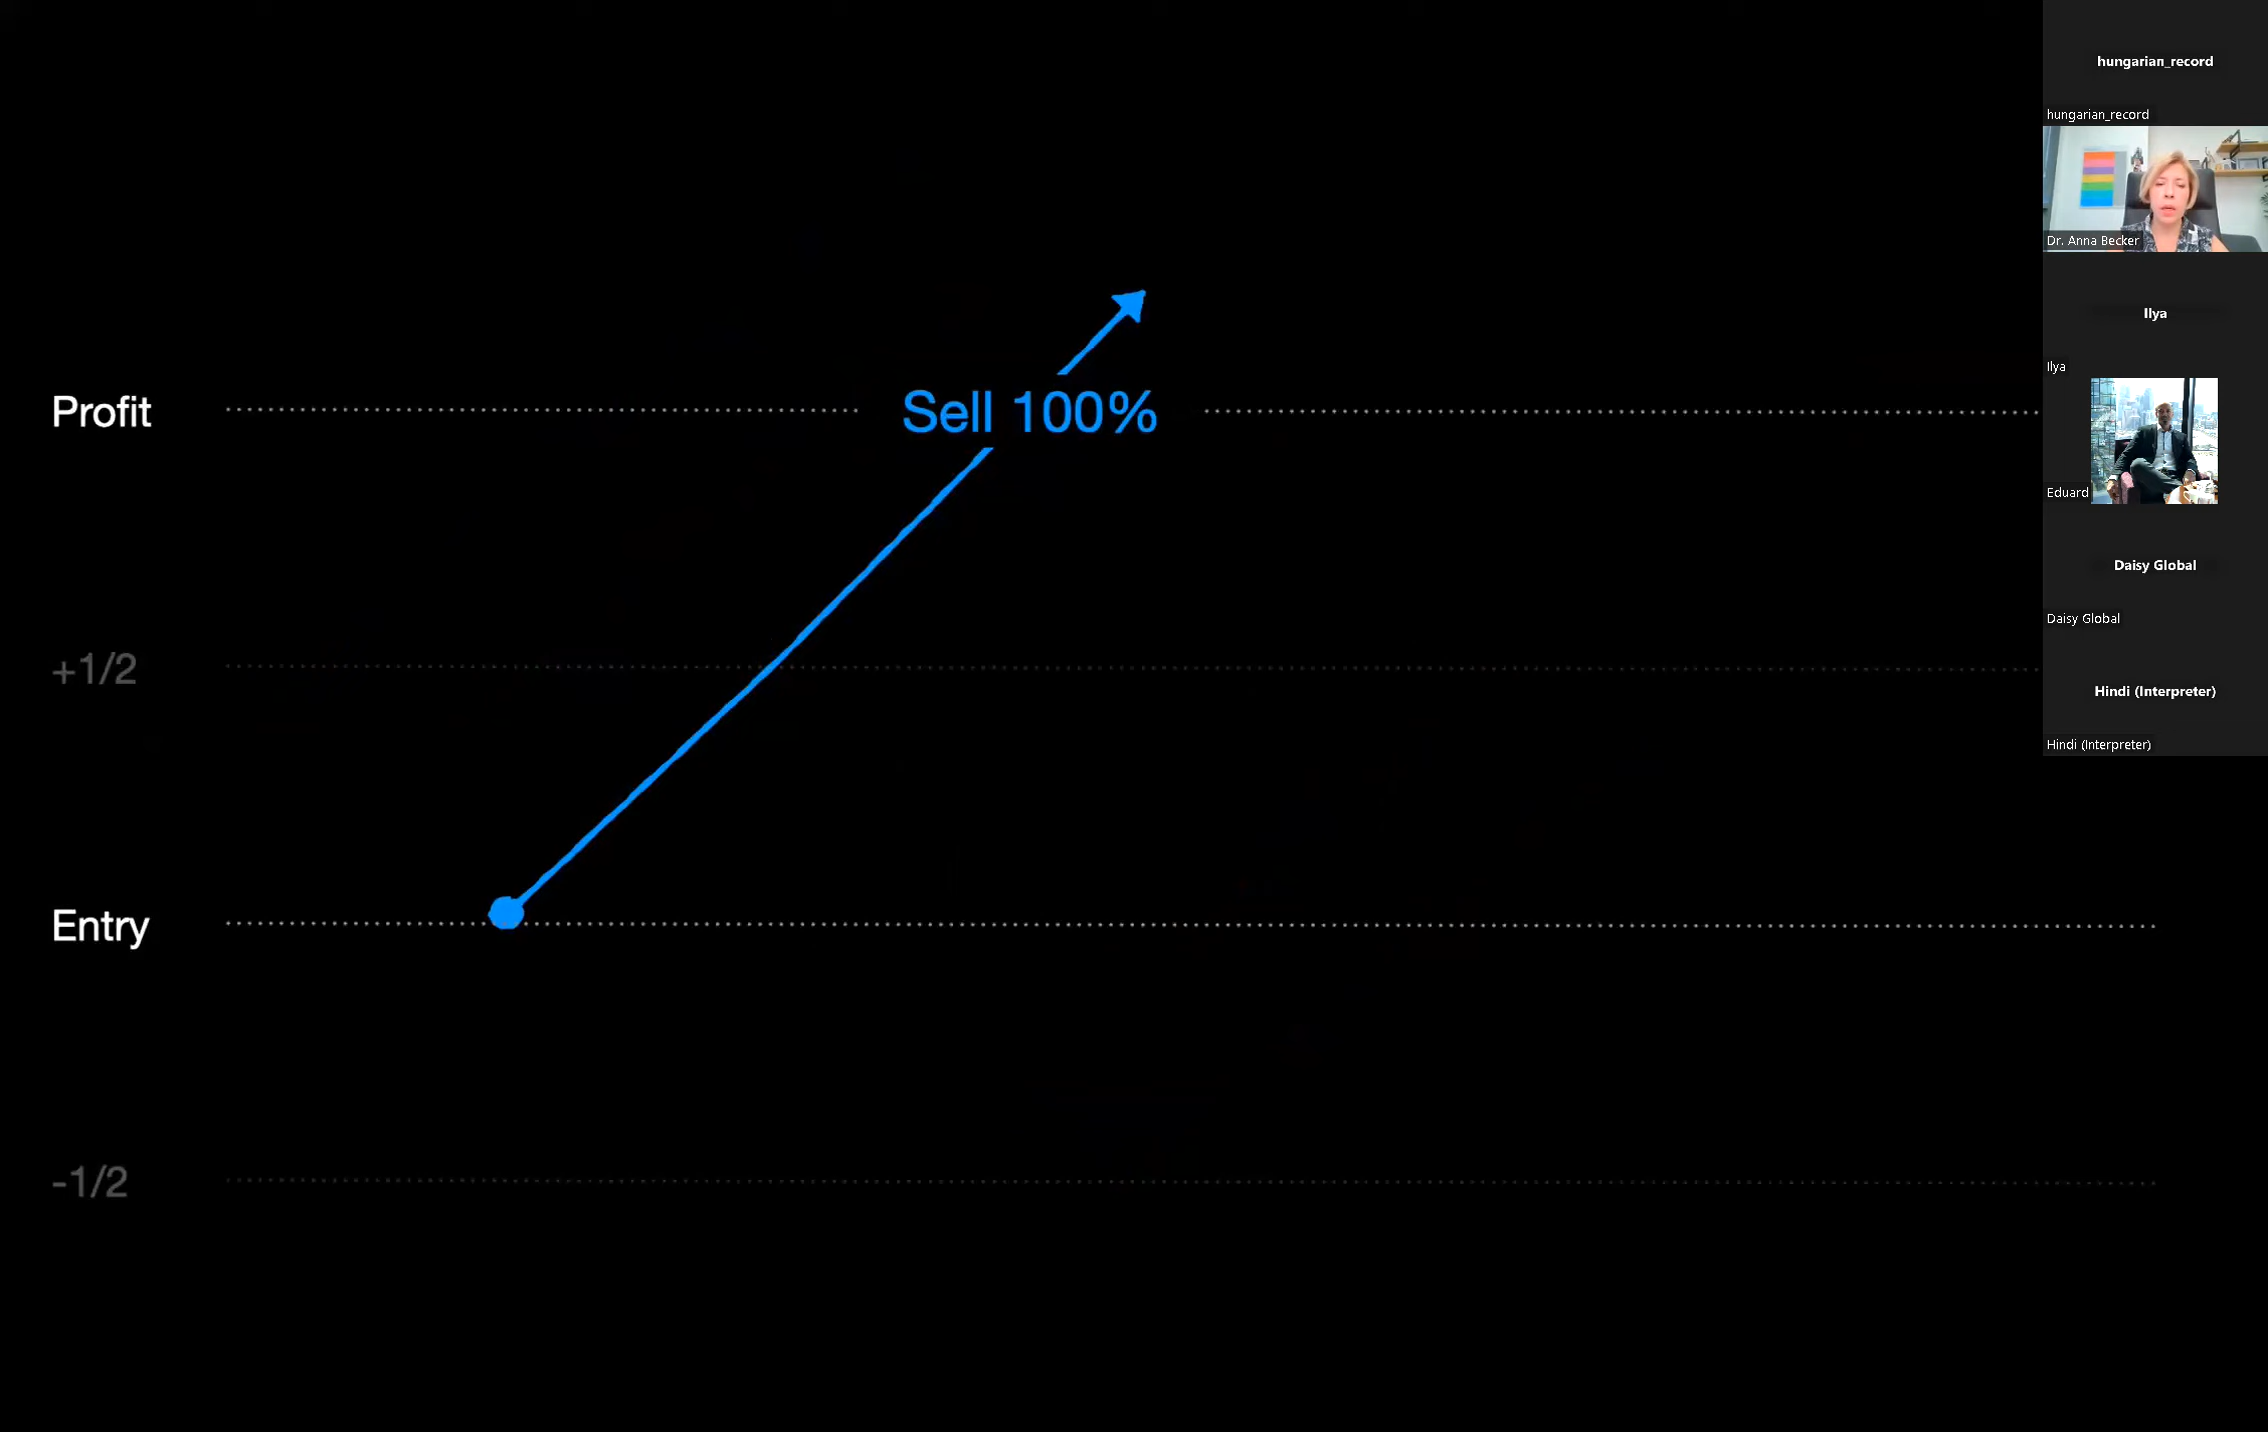 Profit
Sell 100%
+1/2
Entry
-1/2
hungarian_record
hungarian_record
Dr. Anna Becker
Ilya
Ilya
Eduard
Daisy Global
Daisy Global
Hindi (Interpreter)
Hindi (Interpreter)